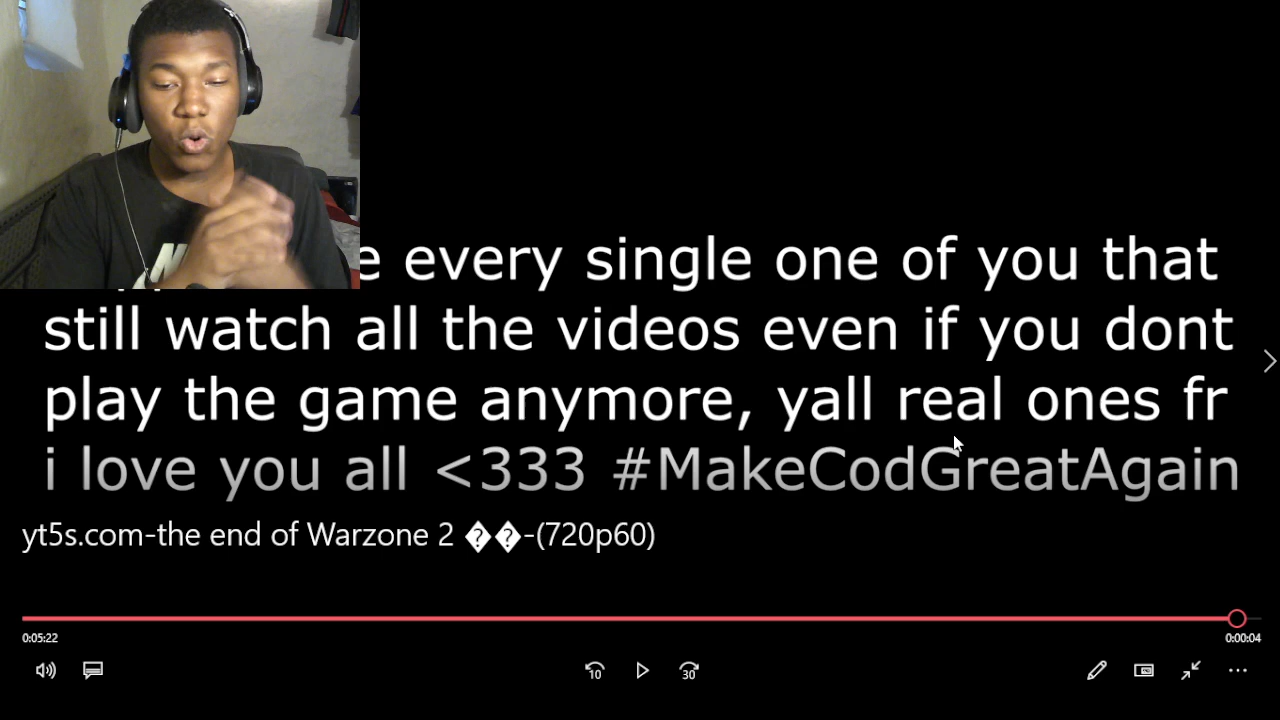 every single one of you that
still watch all the videos even if you dont
play the game anymore, yall real ones fr
i love you all <333 #MakeCodGreatAgain
yt5s.com-the end of Warzone 2 ��-(720p60)
0:05:22
0:00:04
10
30